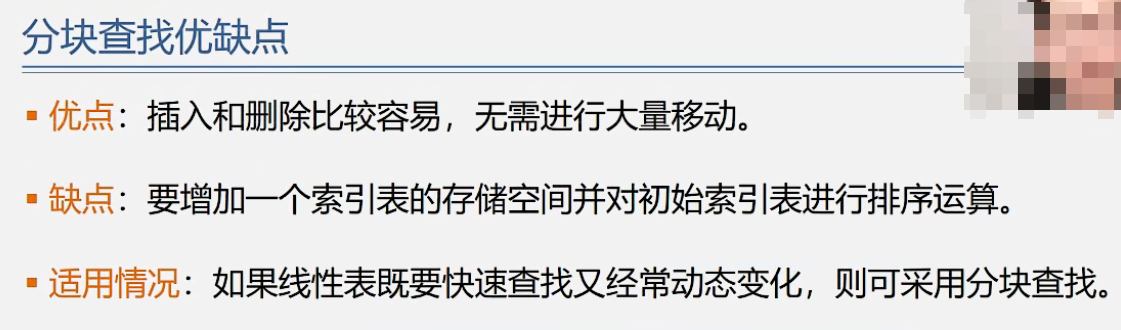 分块查找优缺点
▪ 优点：插入和删除比较容易，无需进行大量移动。
▪ 缺点：要增加一个索引表的存储空间并对初始索引表进行排序运算。
▪ 适用情况：如果线性表既要快速查找又经常动态变化，则可采用分块查找。